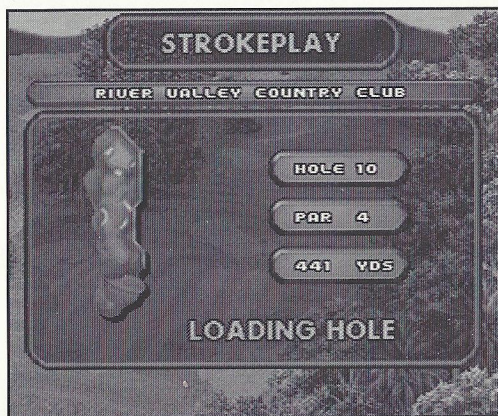 STROKEPLAY
RIVER VALLEY COUNTRY CLUB
HOLE 10
PAR 4
441 YDS
LOADING HOLE